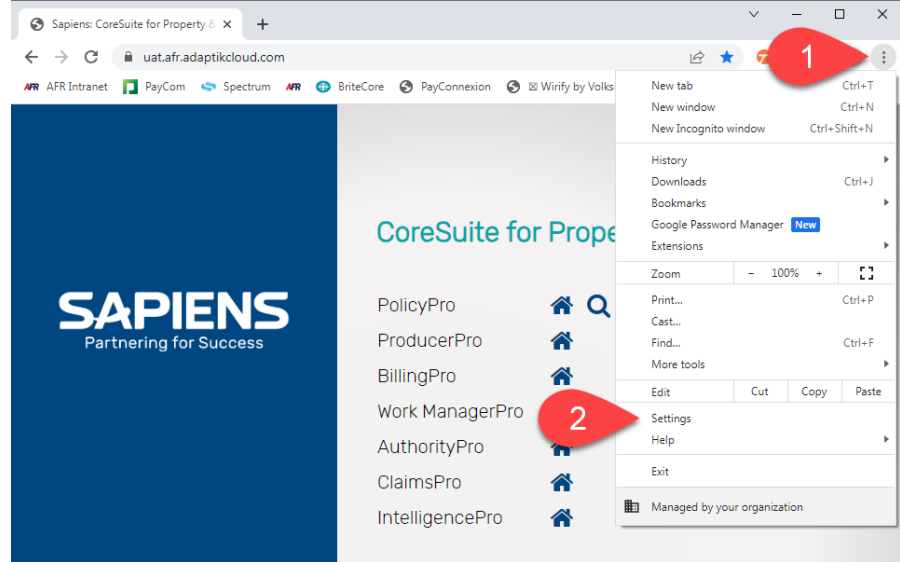 Sapiens: CoreSuite for Property &
uat.afr.adaptikcloud.com
1
AFR AFR Intranet PayCom Spectrum AFR BriteCore PayConnexion Wirify by Volks
New tab Ctrl+T
New window Ctrl+N
New Incognito window Ctrl+Shift+N
History
Downloads Ctrl+J
Bookmarks
Google Password Manager New
Extensions
Zoom - 100% +
Print... Ctrl+P
Cast...
Find... Ctrl+F
More tools
Edit Cut Copy Paste
2
Settings
Help
Exit
Managed by your organization
SAPIENS
Partnering for Success
CoreSuite for Prope
PolicyPro
ProducerPro
BillingPro
Work ManagerPro
AuthorityPro
ClaimsPro
IntelligencePro